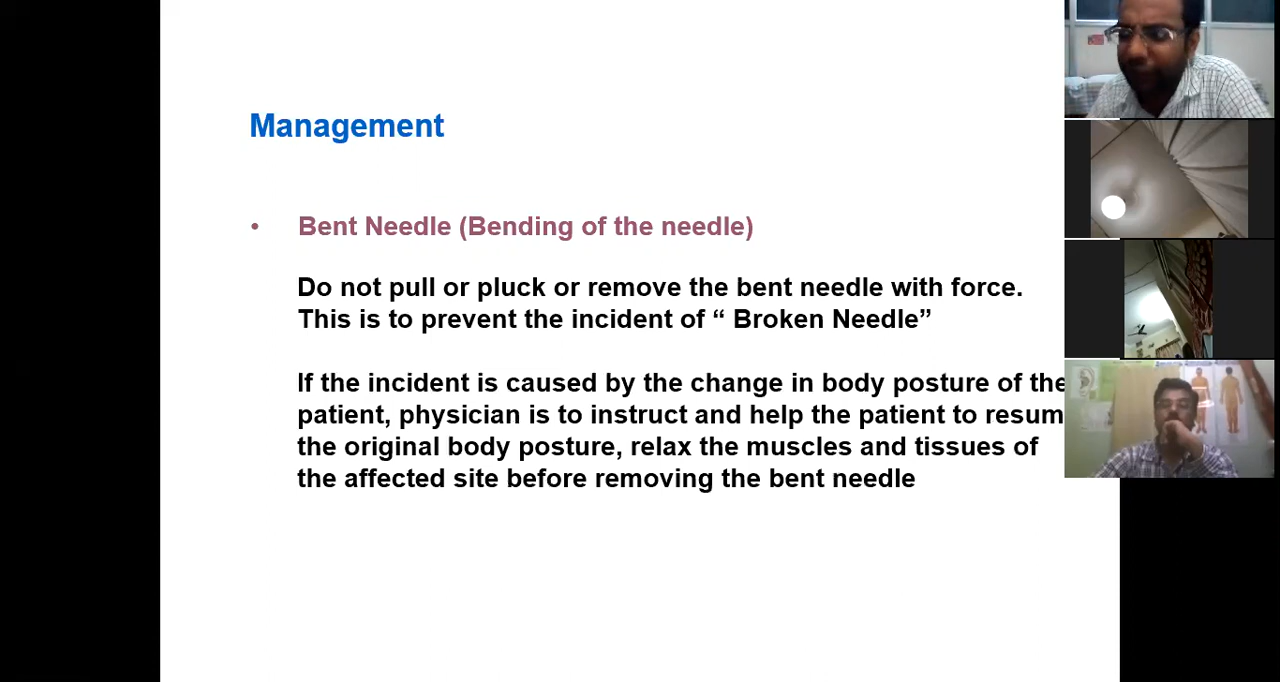 Management
• Bent Needle (Bending of the needle)
Do not pull or pluck or remove the bent needle with force.
This is to prevent the incident of “ Broken Needle”
If the incident is caused by the change in body posture of the
patient, physician is to instruct and help the patient to resum
the original body posture, relax the muscles and tissues of
the affected site before removing the bent needle